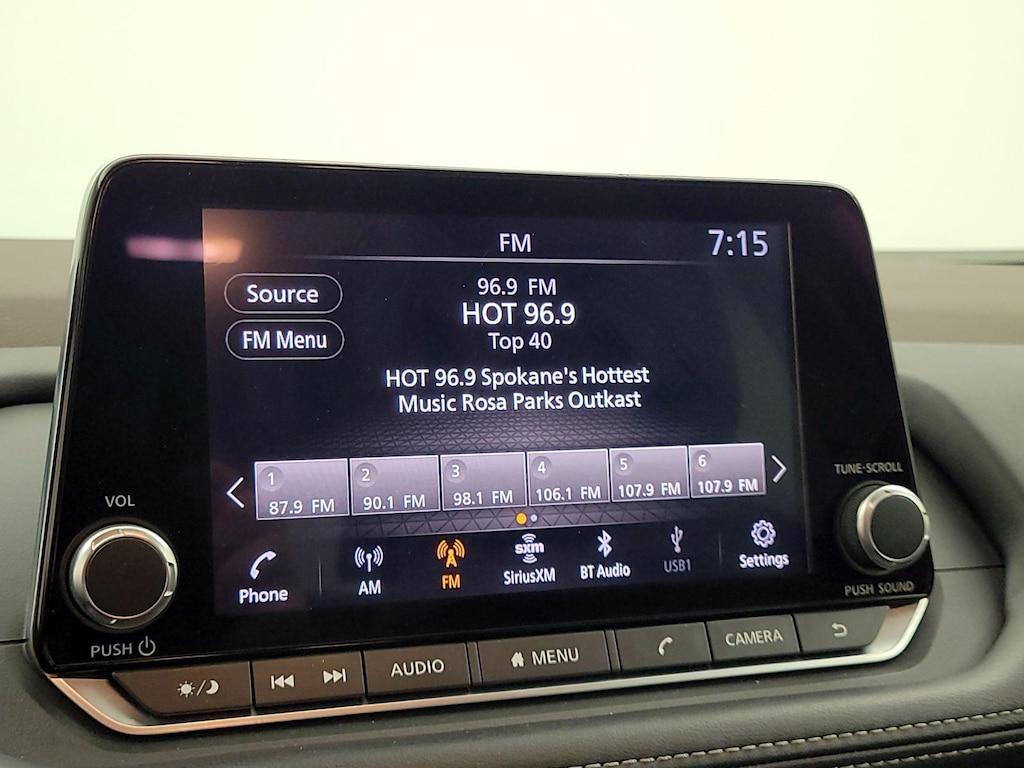 FM
7:15
Source
FM Menu
96.9 FM
HOT 96.9
Top 40
HOT 96.9 Spokane's Hottest
Music Rosa Parks Outkast
1
87.9 FM
2
90.1 FM
3
98.1 FM
4
106.1 FM
5
107.9 FM
6
107.9 FM
Phone
AM
FM
sxm
SiriusXM
BT Audio
USB1
Settings
VOL
PUSH
TUNE-SCROLL
PUSH SOUND
AUDIO
MENU
CAMERA